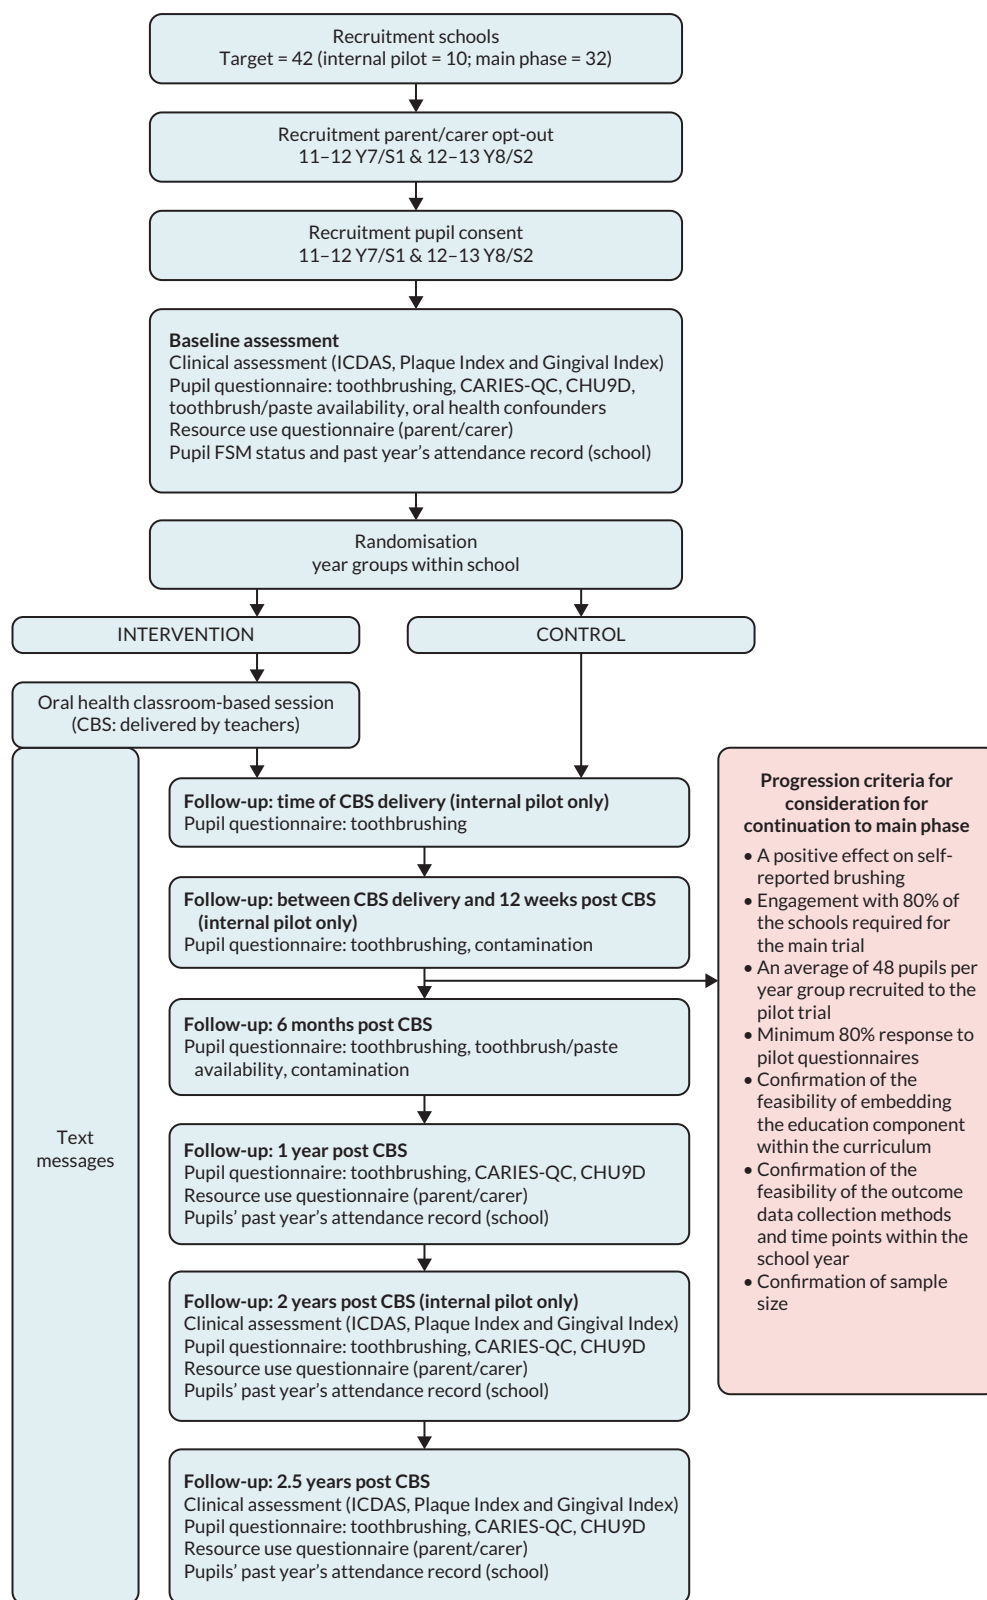 Recruitment schools
Target = 42 (internal pilot = 10; main phase = 32)
Recruitment parent/carer opt-out
11–12 Y7/S1 & 12–13 Y8/S2
Recruitment pupil consent
11–12 Y7/S1 & 12–13 Y8/S2
Baseline assessment
Clinical assessment (ICDAS, Plaque Index and Gingival Index)
Pupil questionnaire: toothbrushing, CARIES-QC, CHU9D,
toothbrush/paste availability, oral health confounders
Resource use questionnaire (parent/carer)
Pupil FSM status and past year's attendance record (school)
Randomisation
year groups within school
INTERVENTION
CONTROL
Oral health classroom-based session
(CBS: delivered by teachers)
Text
messages
Follow-up: time of CBS delivery (internal pilot only)
Pupil questionnaire: toothbrushing
Follow-up: between CBS delivery and 12 weeks post CBS
(internal pilot only)
Pupil questionnaire: toothbrushing, contamination
Follow-up: 6 months post CBS
Pupil questionnaire: toothbrushing, toothbrush/paste
availability, contamination
Follow-up: 1 year post CBS
Pupil questionnaire: toothbrushing, CARIES-QC, CHU9D
Resource use questionnaire (parent/carer)
Pupils' past year's attendance record (school)
Follow-up: 2 years post CBS (internal pilot only)
Clinical assessment (ICDAS, Plaque Index and Gingival Index)
Pupil questionnaire: toothbrushing, CARIES-QC, CHU9D
Resource use questionnaire (parent/carer)
Pupils' past year's attendance record (school)
Follow-up: 2.5 years post CBS
Clinical assessment (ICDAS, Plaque Index and Gingival Index)
Pupil questionnaire: toothbrushing, CARIES-QC, CHU9D
Resource use questionnaire (parent/carer)
Pupils' past year's attendance record (school)
Progression criteria for
consideration for
continuation to main phase
• A positive effect on self-
reported brushing
• Engagement with 80% of
the schools required for
the main trial
• An average of 48 pupils per
year group recruited to the
pilot trial
• Minimum 80% response to
pilot questionnaires
• Confirmation of the
feasibility of embedding
the education component
within the curriculum
• Confirmation of the
feasibility of the outcome
data collection methods
and time points within the
school year
• Confirmation of sample
size